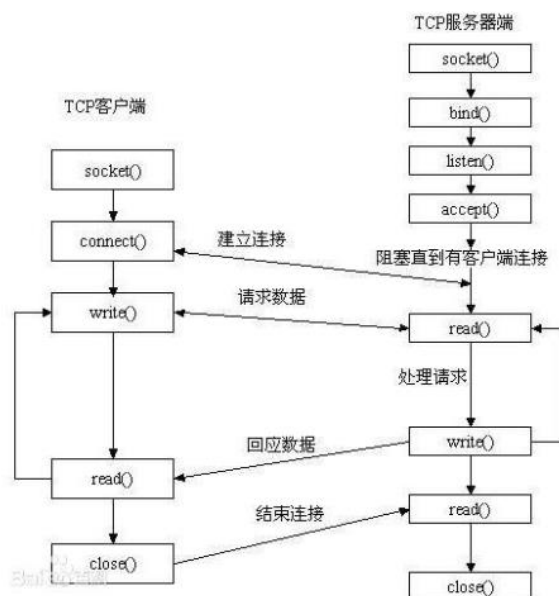 TCP服务器端
socket()
bind()
listen()
accept()
阻塞直到有客户端连接
read()
处理请求
write()
read()
close()
TCP客户端
socket()
connect()
write()
read()
close()
建立连接
请求数据
回应数据
结束连接